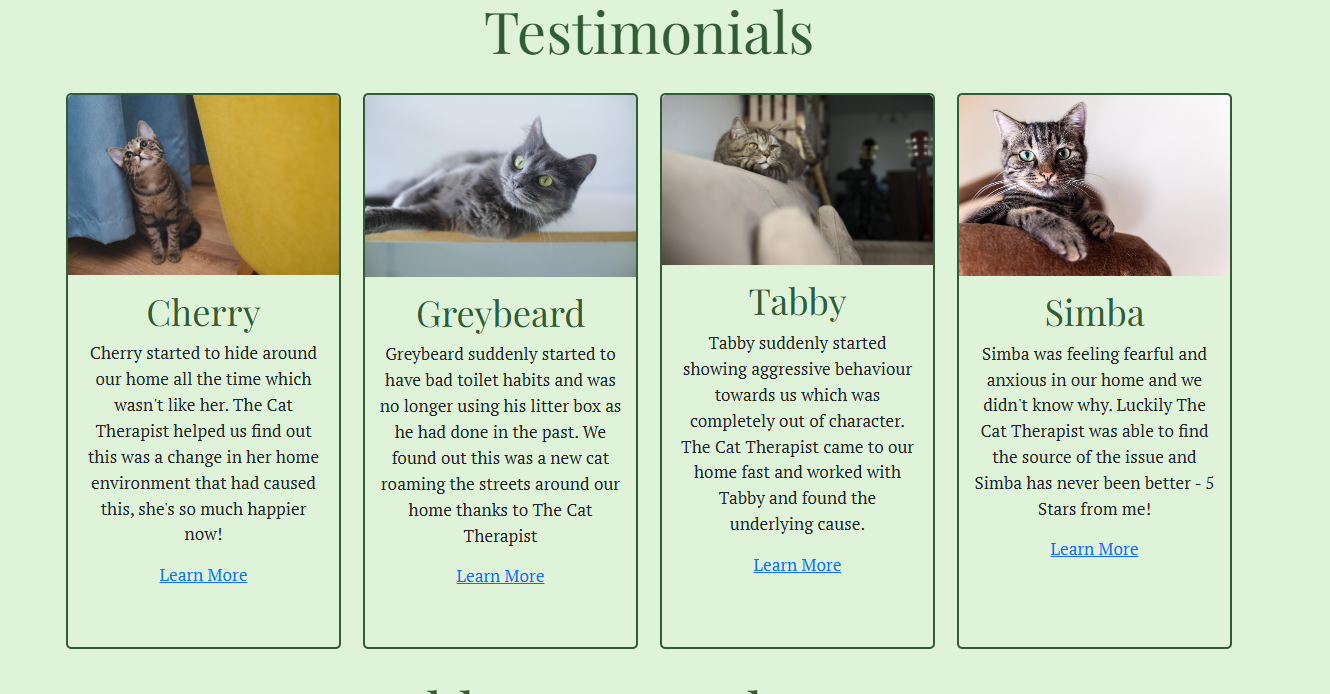 Testimonials
Cherry
Cherry started to hide around
our home all the time which
wasn't like her. The Cat
Therapist helped us find out
this was a change in her home
environment that had caused
this, she's so much happier
now!
Learn More
Greybeard
Greybeard suddenly started to
have bad toilet habits and was
no longer using his litter box as
he had done in the past. We
found out this was a new cat
roaming the streets around our
home thanks to The Cat
Therapist
Learn More
Tabby
Tabby suddenly started
showing aggressive behaviour
towards us which was
completely out of character.
The Cat Therapist came to our
home fast and worked with
Tabby and found the
underlying cause.
Learn More
Simba
Simba was feeling fearful and
anxious in our home and we
didn't know why. Luckily The
Cat Therapist was able to find
the source of the issue and
Simba has never been better - 5
Stars from me!
Learn More